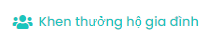 Khen thưởng hộ gia đình